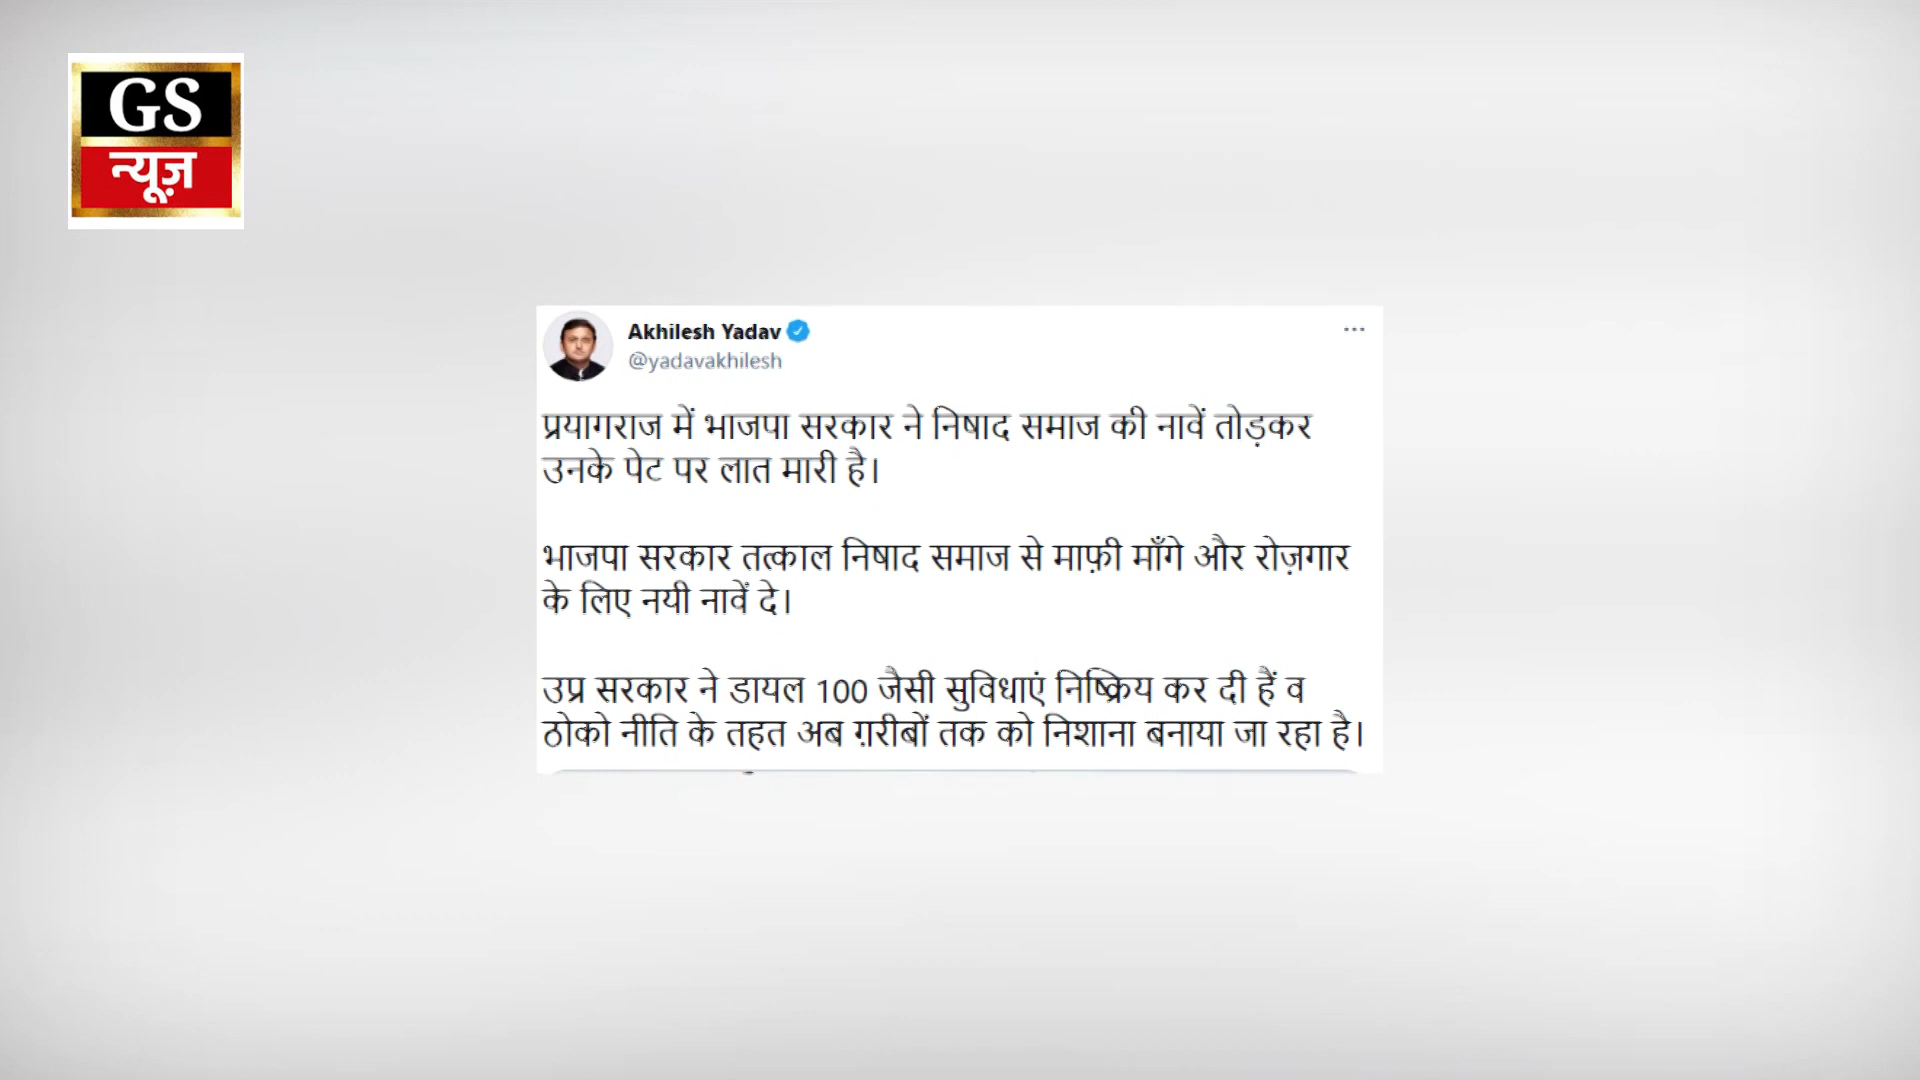 GS
न्यूज़
Akhilesh Yadav
@yadavakhilesh
प्रयागराज में भाजपा सरकार ने निषाद समाज की नावें तोड़कर
उनके पेट पर लात मारी है।
भाजपा सरकार तत्काल निषाद समाज से माफ़ी माँगे और रोज़गार
के लिए नयी नावें दे।
उप्र सरकार ने डायल 100 जैसी सुविधाएं निष्क्रिय कर दी हैं व
ठोको नीति के तहत अब ग़रीबों तक को निशाना बनाया जा रहा है।